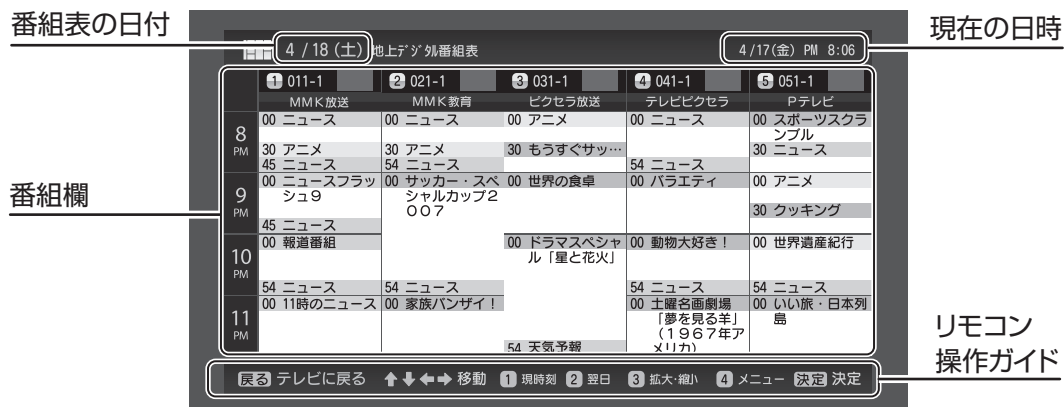 番組表の日付
現在の日時
4 / 18 (土) 地上デジタル番組表
4 /17(金) PM 8:06
1 011-1 2 021-1 3 031-1 4 041-1 5 051-1
MMK放送 MMK教育 ピクセラ放送 テレビピクセラ Pテレビ
番組欄
8
PM
00 ニュース
30 アニメ
45 ニュース
00 ニュース
30 アニメ
54 ニュース
00 アニメ
30 もうすぐサッ…
00 ニュース
54 ニュース
00 スポーツスクラ
ンブル
30 ニュース
9
PM
00 ニュースフラッ
シュ9
45 ニュース
00 サッカー・スペ
シャルカップ2
007
00 世界の食卓
00 バラエティ
00 アニメ
30 クッキング
10
PM
00 報道番組
54 ニュース
54 ニュース
00 ドラマスペシャ
ル「星と花火」
00 動物大好き!
54 ニュース
00 世界遺産紀行
54 ニュース
11
PM
00 11時のニュース
00 家族バンザイ!
54 天気予報
00 土曜名画劇場
「夢を見る羊」
(1967年ア
メリカ)
00 いい旅・日本列
島
戻る テレビに戻る ↑↓←→ 移動 1 現時刻 2 翌日 3 拡大・縮小 4 メニュー 決定 決定
リモコン
操作ガイド